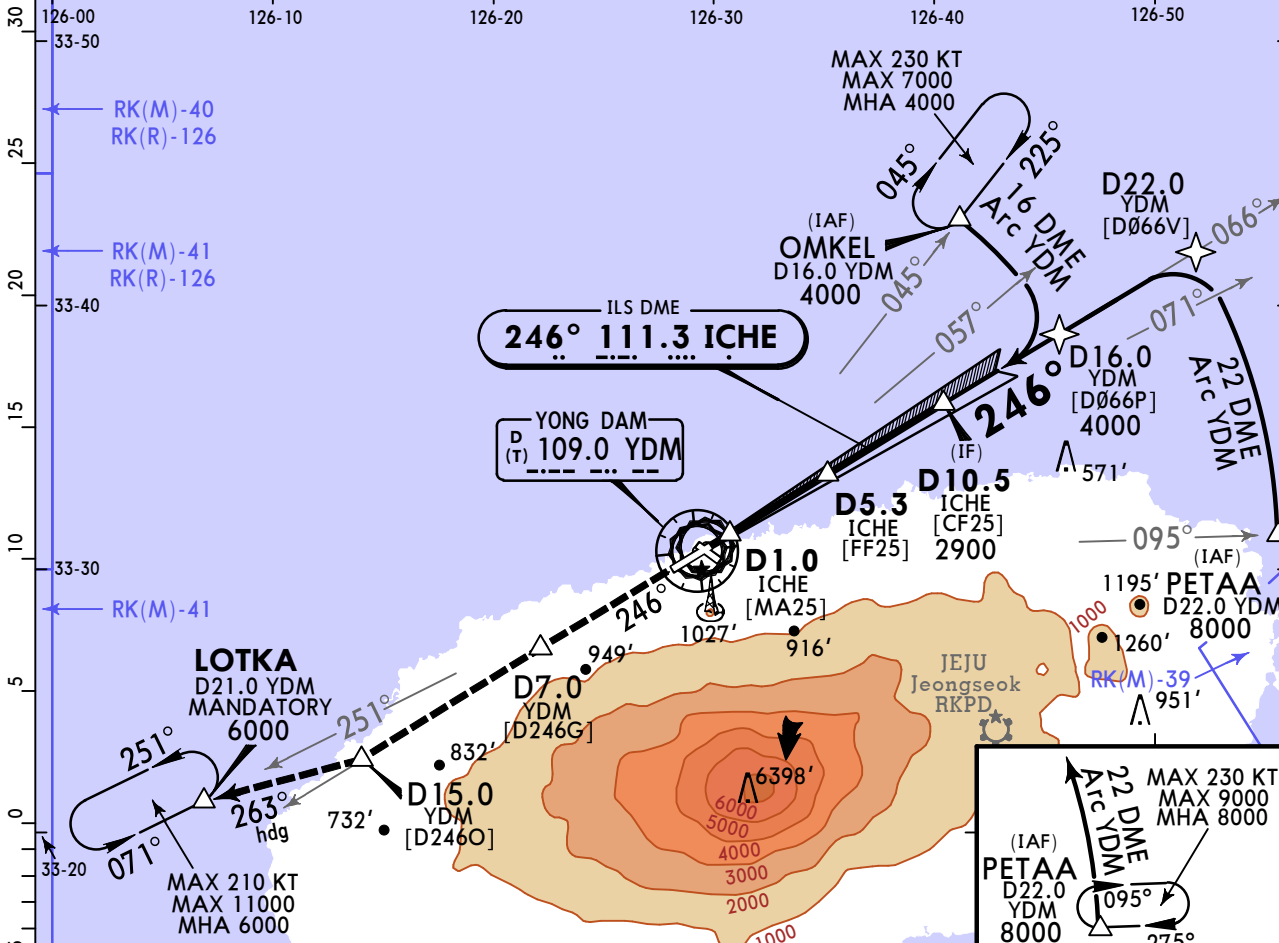 126-00
126-10
126-20
126-30
126-40
126-50
30
25
20
15
10
5
0
33-50
33-40
33-30
33-20
RK(M)-40
RK(R)-126
RK(M)-41
RK(R)-126
RK(M)-41
MAX 230 KT
MAX 7000
MHA 4000
045°
225°
16 DME
Arc YDM
(IAF)
OMKEL
D16.0 YDM
4000
045°
057°
D22.0
YDM
[DØ66V]
066°
071°
22 DME
Arc YDM
ILS DME
246° 111.3 ICHE
YONG DAM
D
(T) 109.0 YDM
246°
D16.0
YDM
[DØ66P]
4000
(IF)
D10.5
ICHE
[CF25]
2900
D5.3
ICHE
[FF25]
571'
D1.0
ICHE
[MA25]
095°
(IAF)
PETAA
D22.0 YDM
8000
1195'
1000
1260'
RK(M)-39
951'
1027'
916'
246°
949'
D7.0
YDM
[D246G]
JEJU
Jeongseok
RKPD
LOTKA
D21.0 YDM
MANDATORY
6000
251°
251°
071°
263°
hdg
832'
732'
D15.0
YDM
[D246O]
MAX 210 KT
MAX 11000
MHA 6000
6398'
6000
5000
4000
3000
2000
1000
22 DME
Arc YDM
MAX 230 KT
MAX 9000
MHA 8000
(IAF)
PETAA
D22.0
YDM
8000
095°
275°